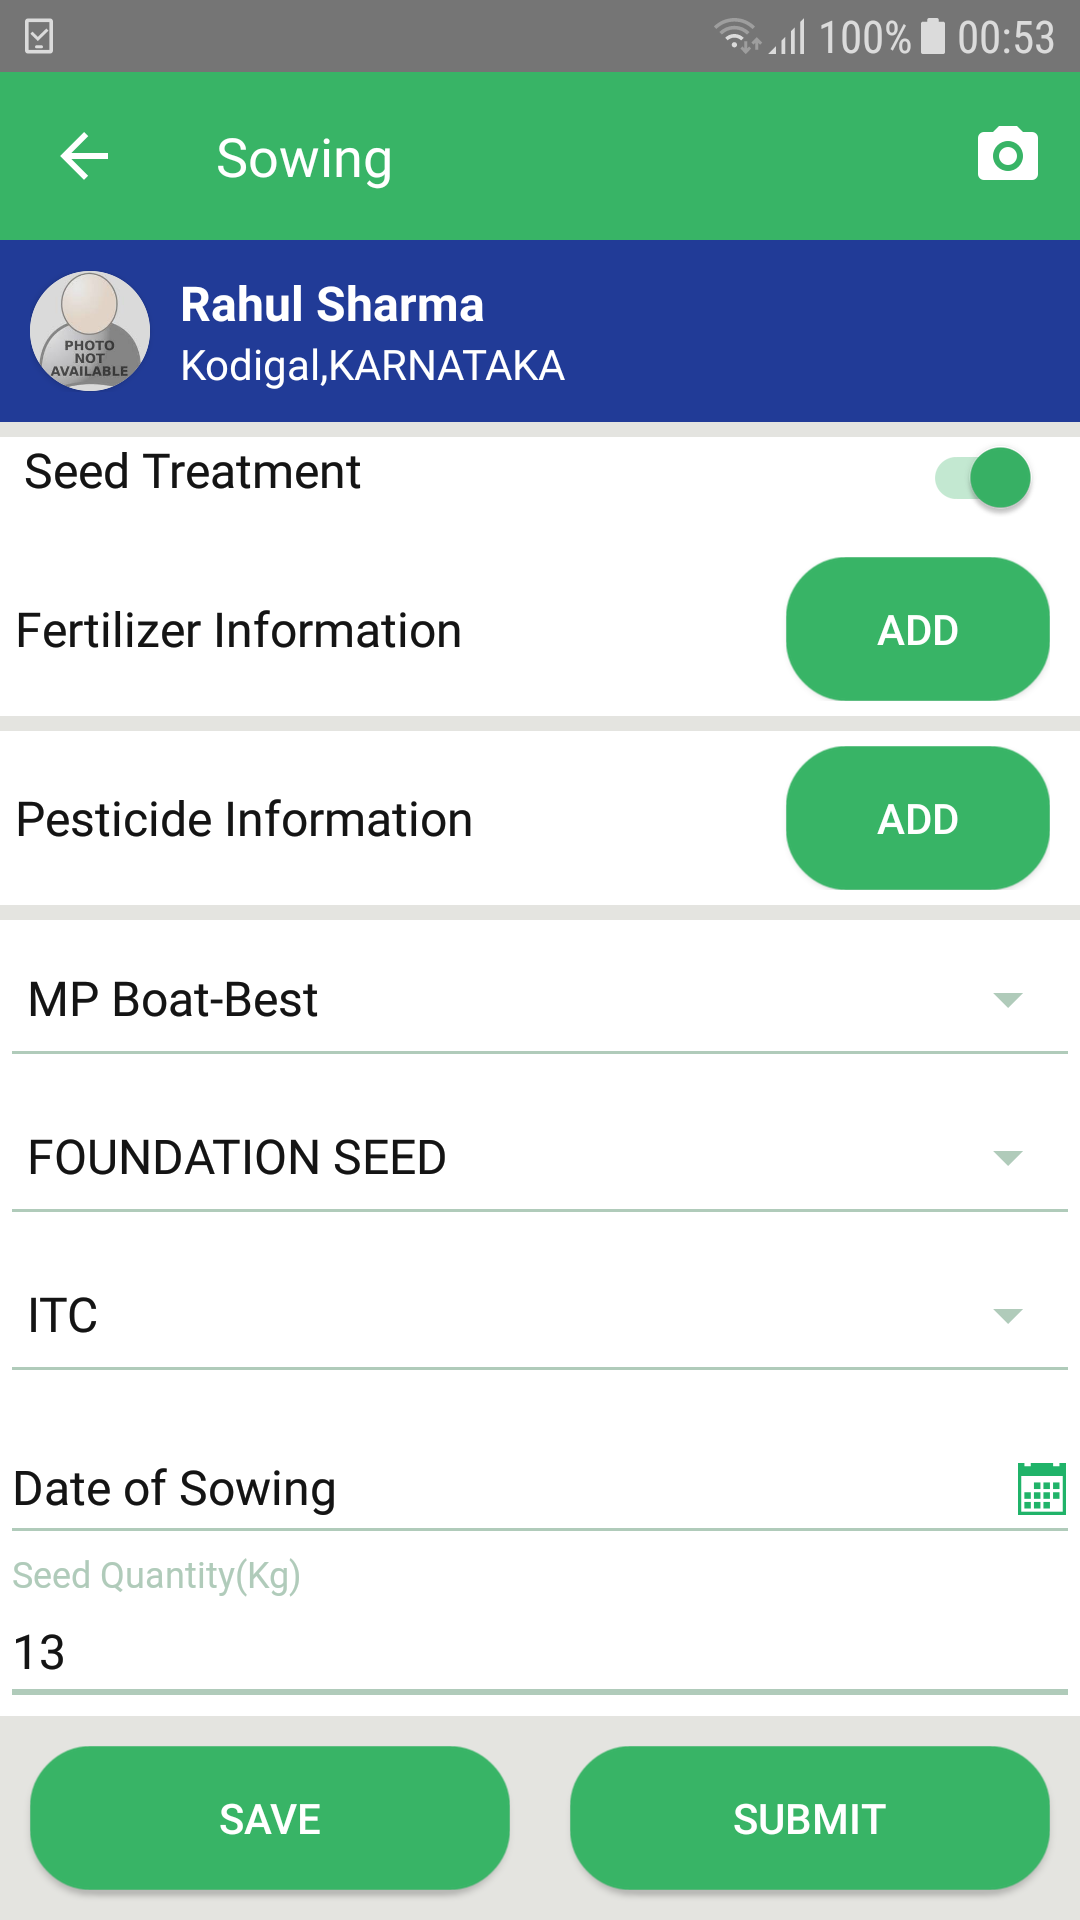 100% 00:53
Sowing
Rahul Sharma
Kodigal,KARNATAKA
PHOTO
NOT
AVAILABLE
Seed Treatment
Fertilizer Information ADD
Pesticide Information ADD
MP Boat-Best
FOUNDATION SEED
ITC
Date of Sowing
Seed Quantity(Kg)
13
SAVE SUBMIT